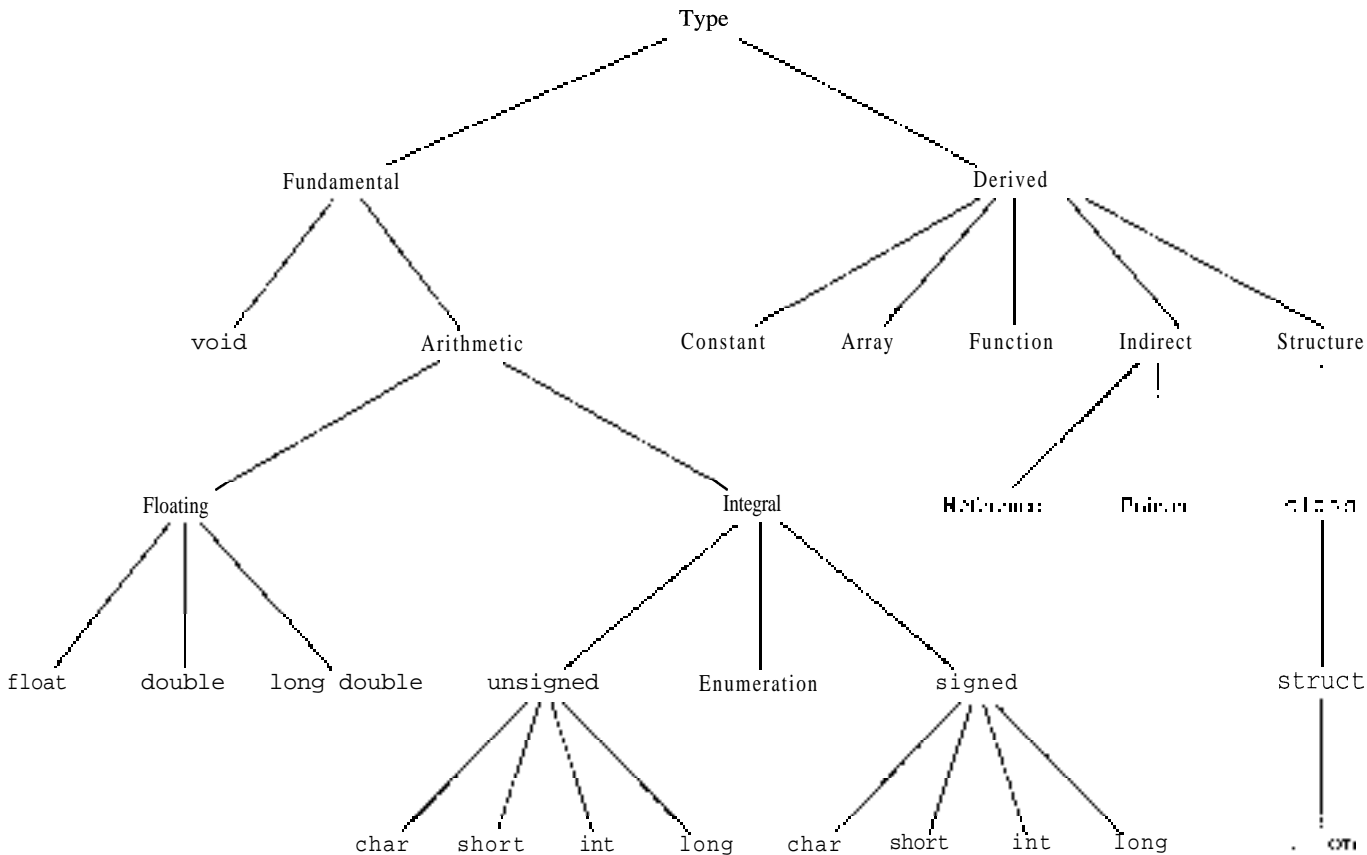 Type
Fundamental Derived
void Arithmetic Constant Array Function Indirect Structure
Floating Integral
float double long double unsigned Enumeration signed struct
char short int long char short int long